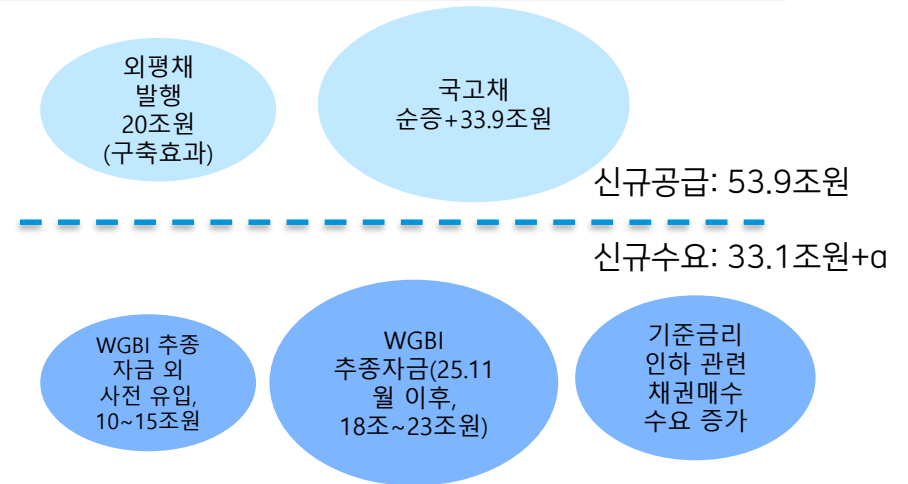 외평채
발행
20조원
(구축효과)
국고채
순증+33.9조원
신규공급: 53.9조원
신규수요: 33.1조원+α
WGBI 추종
자금 외
사전 유입,
10~15조원
WGBI
추종자금(25.11
월 이후,
18조~23조원)
기준금리
인하 관련
채권매수
수요 증가